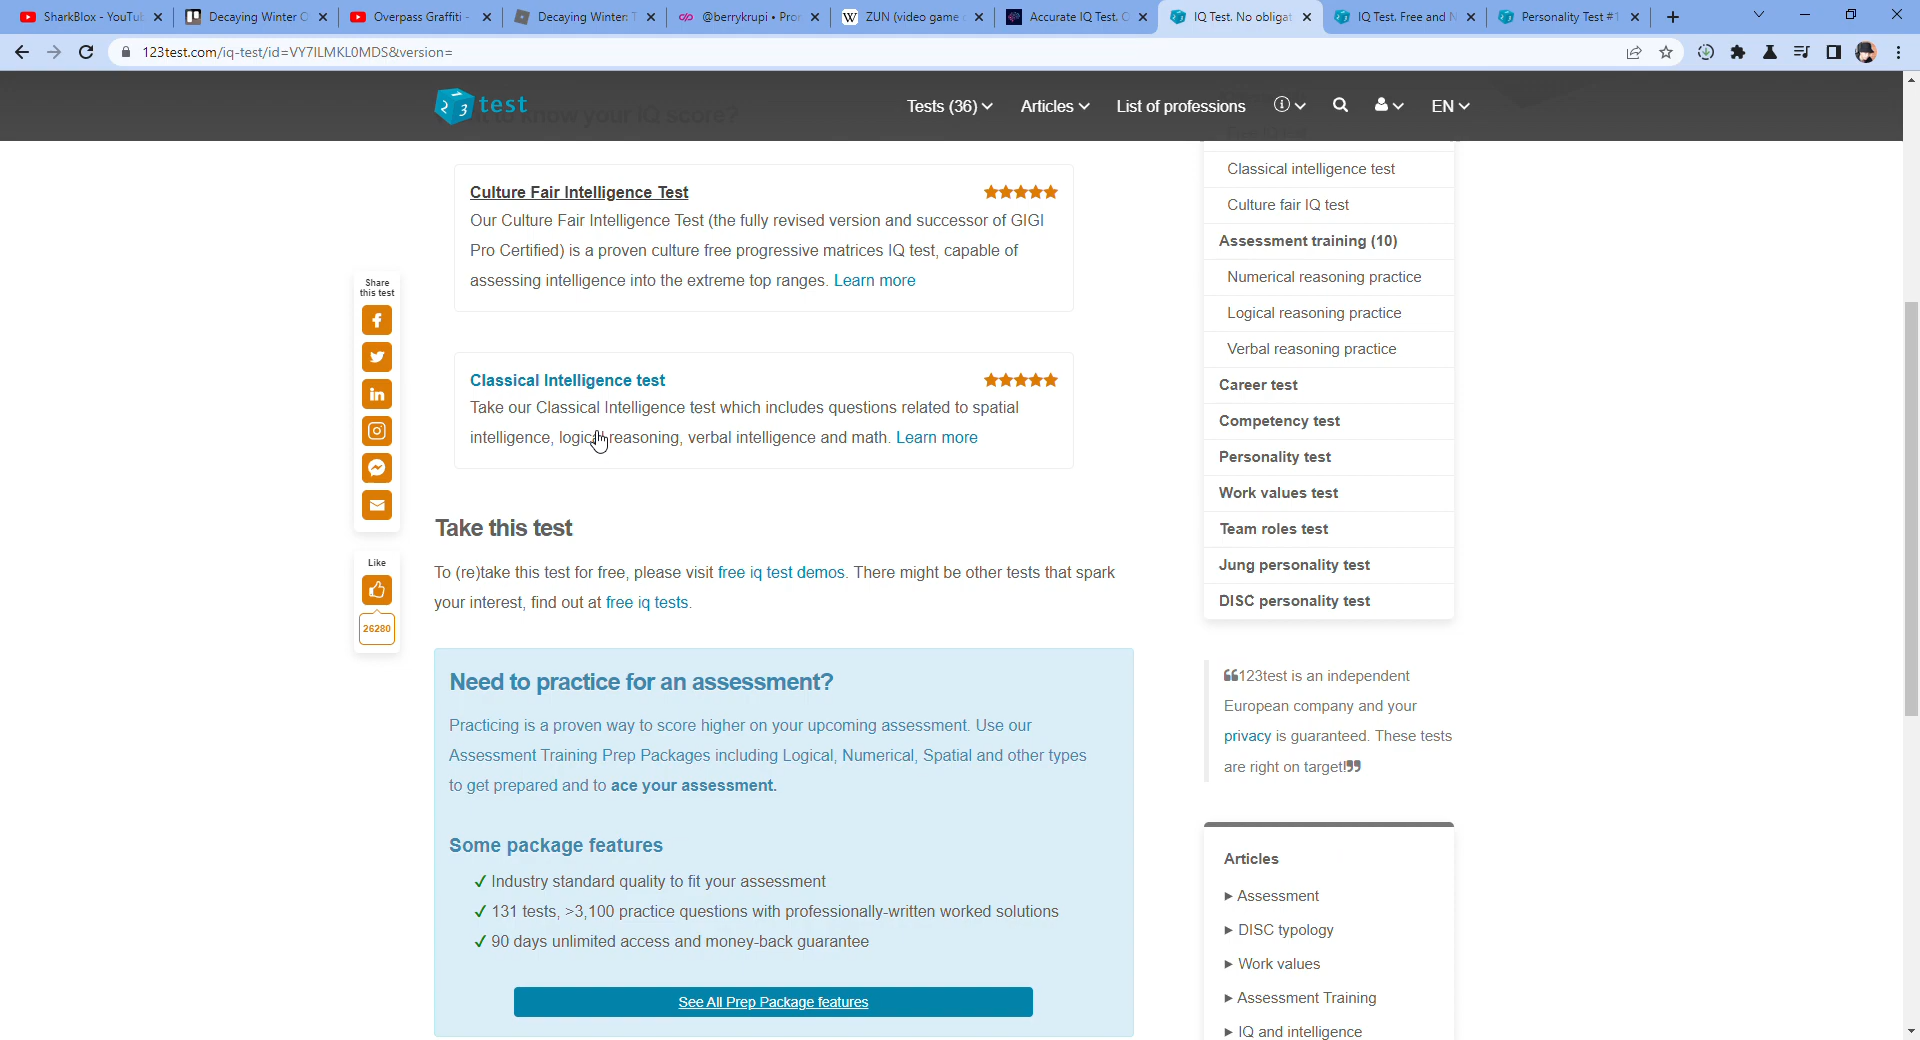 SharkBlox - YouTu
Decaying Winter
Overpass Graffiti -
Decaying Winter:
@berrykrupi • Pro
ZUN (video game
Accurate IQ Test.
IQ Test. No obligat
IQ Test. Free and N
Personality Test #1
123test.com/iq-test/id=VY7ILMKL0MDS&version=
123 test
know your IQ score?
Tests (36)
Articles
List of professions
EN
Culture Fair Intelligence Test
Our Culture Fair Intelligence Test (the fully revised version and successor of GIGI
Pro Certified) is a proven culture free progressive matrices IQ test, capable of
assessing intelligence into the extreme top ranges. Learn more
Classical Intelligence test
Take our Classical Intelligence test which includes questions related to spatial
intelligence, logical reasoning, verbal intelligence and math. Learn more
Share
this test
Like
26280
Take this test
To (re)take this test for free, please visit free iq test demos. There might be other tests that spark
your interest, find out at free iq tests.
Need to practice for an assessment?
Practicing is a proven way to score higher on your upcoming assessment. Use our
Assessment Training Prep Packages including Logical, Numerical, Spatial and other types
to get prepared and to ace your assessment.
Some package features
✓ Industry standard quality to fit your assessment
✓ 131 tests, >3,100 practice questions with professionally-written worked solutions
✓ 90 days unlimited access and money-back guarantee
See All Prep Package features
Classical intelligence test
Culture fair IQ test
Assessment training (10)
Numerical reasoning practice
Logical reasoning practice
Verbal reasoning practice
Career test
Competency test
Personality test
Work values test
Team roles test
Jung personality test
DISC personality test
❝123test is an independent
European company and your
privacy is guaranteed. These tests
are right on target!❞
Articles
▸ Assessment
▸ DISC typology
▸ Work values
▸ Assessment Training
▸ IQ and intelligence